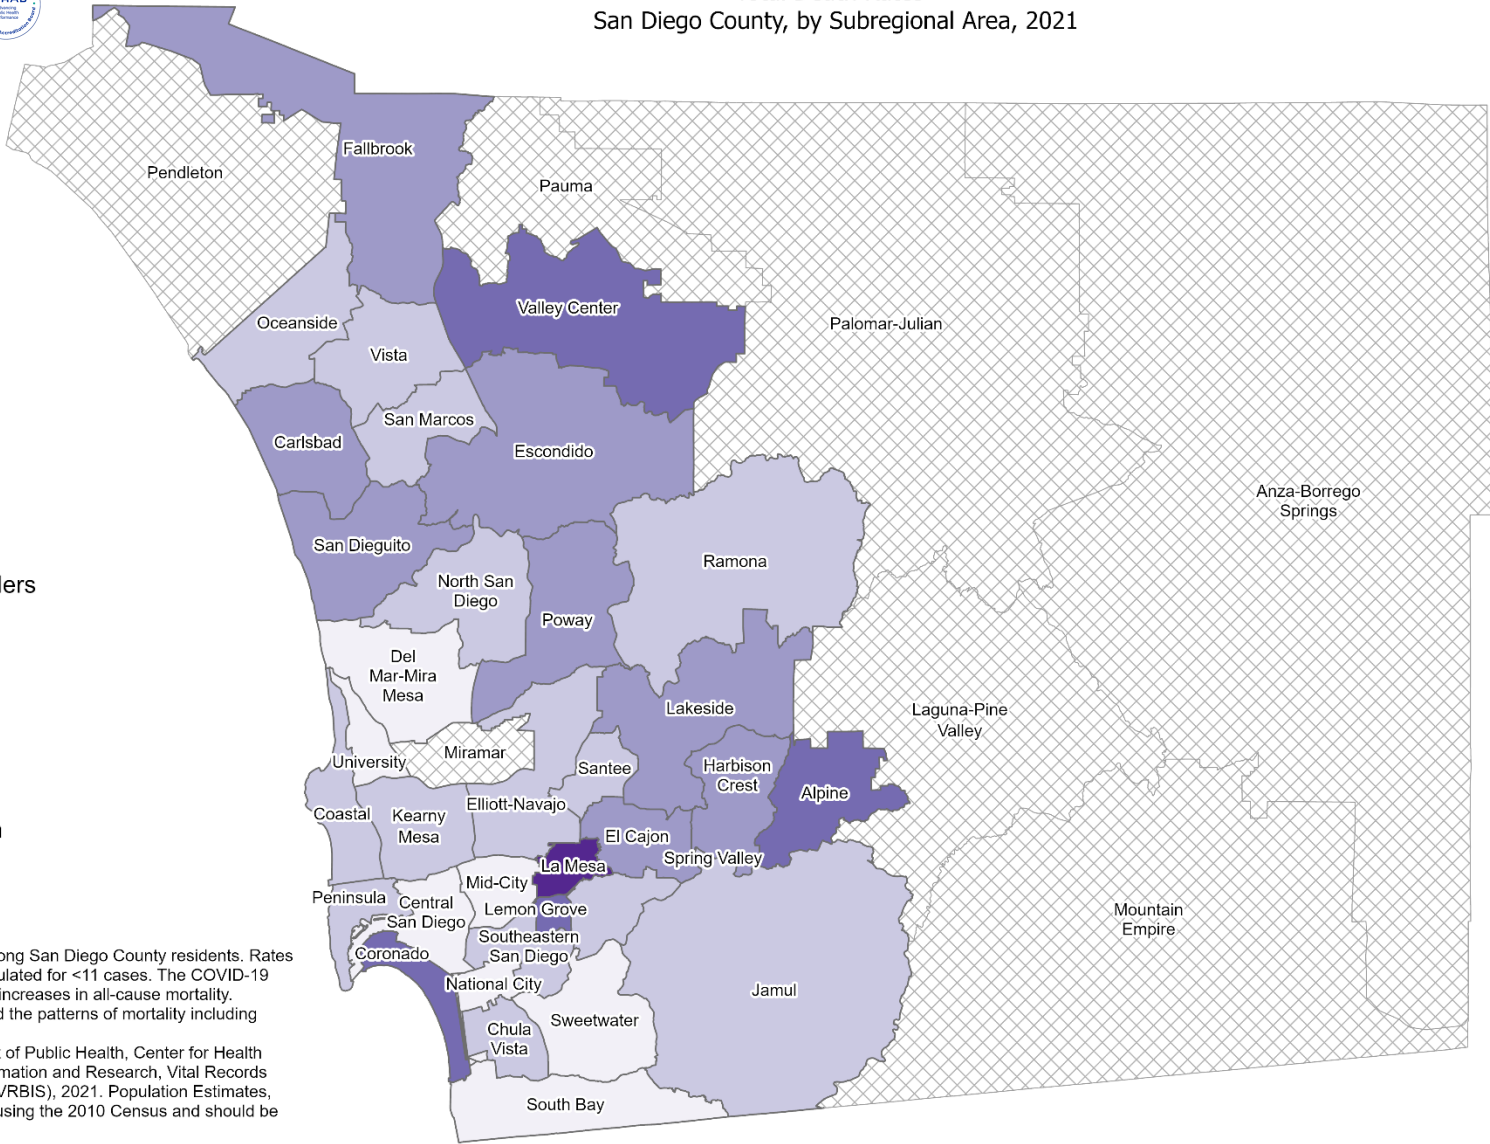 San Diego County, by Subregional Area, 2021
Fallbrook
Pendleton
Pauma
Valley Center
Oceanside
Palomar-Julian
Vista
San Marcos
Carlsbad
Escondido
Anza-Borrego
Springs
San Dieguito
Ramona
North San
Diego
Poway
Del
Mar-Mira
Mesa
Lakeside
Laguna-Pine
Valley
Miramar
University
Santee
Harbison
Crest
Alpine
Elliott-Navajo
Coastal
Kearny
Mesa
El Cajon
Spring Valley
La Mesa
Mid-City
Peninsula
Central
San Diego
Lemon Grove
Mountain
Empire
Southeastern
San Diego
Coronado
National City
Jamul
Sweetwater
Chula
Vista
South Bay
ong San Diego County residents. Rates
ulated for <11 cases. The COVID-19
increases in all-cause mortality.
d the patterns of mortality including
of Public Health, Center for Health
mation and Research, Vital Records
VRBIS), 2021. Population Estimates,
using the 2010 Census and should be